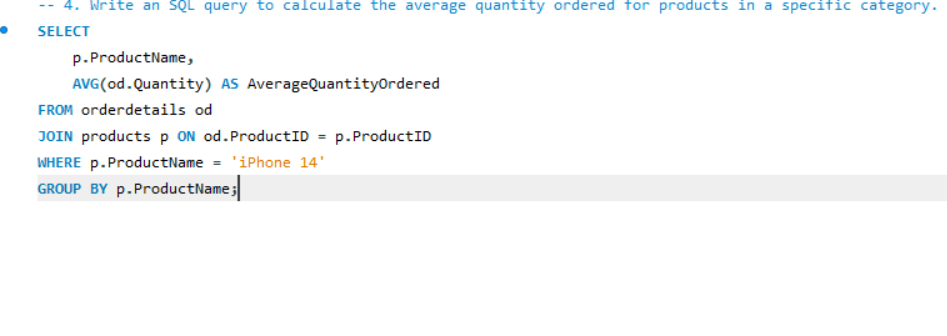 -- 4. Write an SQL query to calculate the average quantity ordered for products in a specific category.
SELECT
p.ProductName,
AVG(od.Quantity) AS AverageQuantityOrdered
FROM orderdetails od
JOIN products p ON od.ProductID = p.ProductID
WHERE p.ProductName = 'iPhone 14'
GROUP BY p.ProductName;